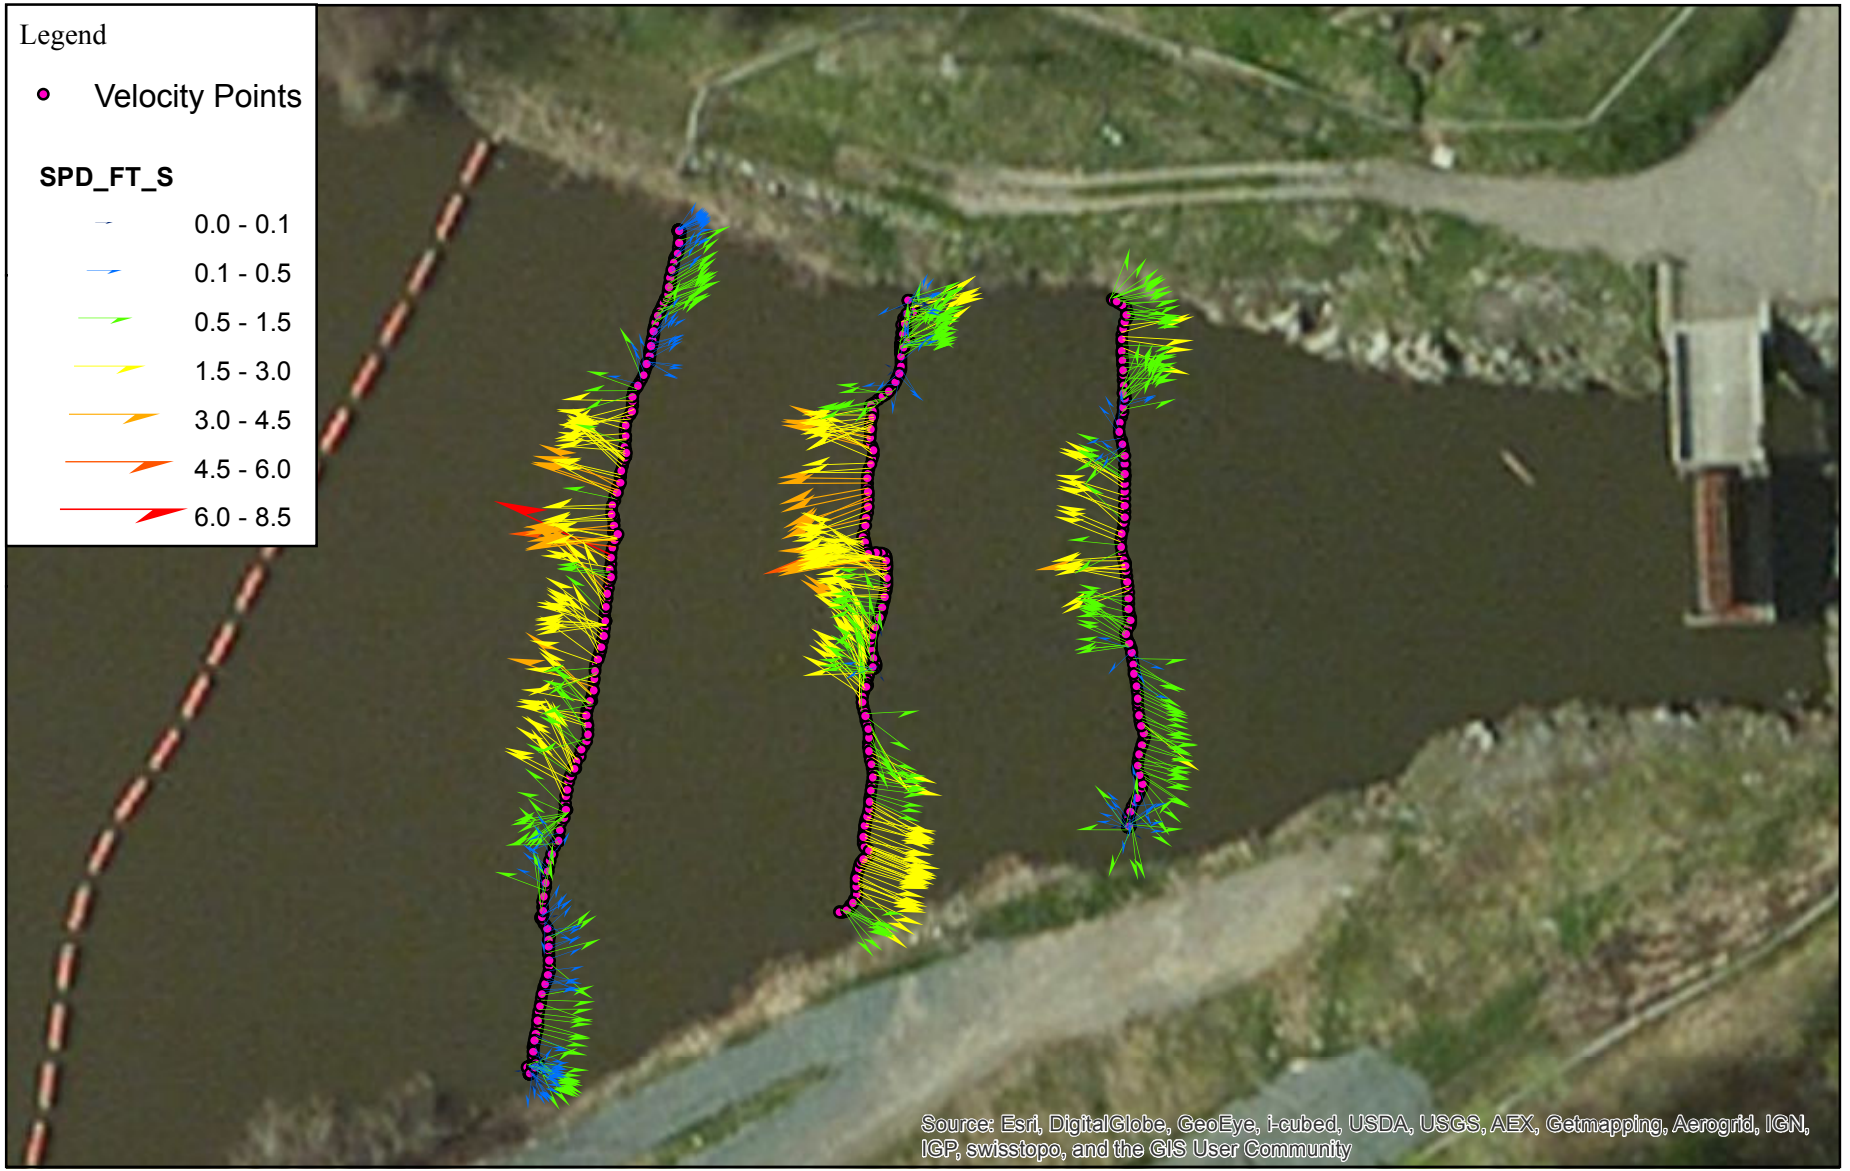 Legend
Velocity Points
SPD_FT_S
0.0 - 0.1
0.1 - 0.5
0.5 - 1.5
1.5 - 3.0
3.0 - 4.5
4.5 - 6.0
6.0 - 8.5
Source: Esri, DigitalGlobe, GeoEye, i-cubed, USDA, USGS, AEX, Getmapping, Aerogrid, IGN,
IGP, swisstopo, and the GIS User Community